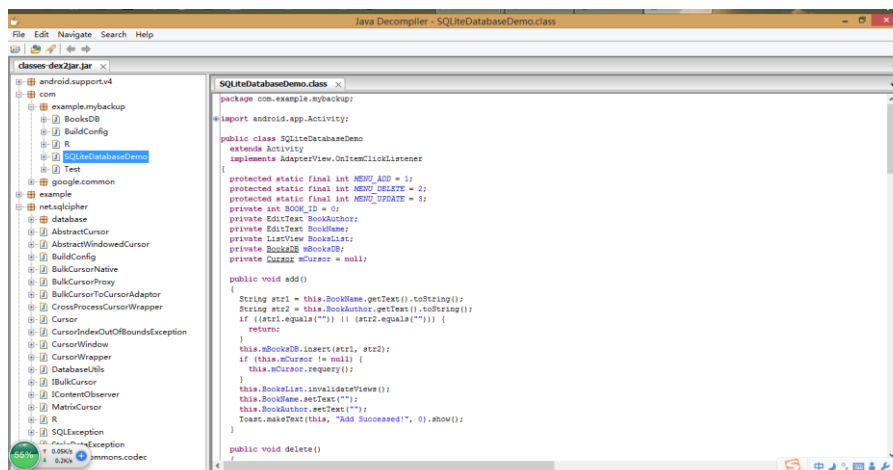 Java Decompiler - SQLiteDatabaseDemo.class
File Edit Navigate Search Help
classes-dex2jar.jar
android.support.v4
com
example.mybackup
BooksDB
BuildConfig
R
SQLiteDatabaseDemo
Test
google.common
example
net.sqlcipher
database
AbstractCursor
AbstractWindowedCursor
BuildConfig
BulkCursorNative
BulkCursorProxy
BulkCursorToCursorAdaptor
CrossProcessCursorWrapper
Cursor
CursorIndexOutOfBoundsException
CursorWindow
CursorWrapper
DatabaseUtils
IBulkCursor
IContentObserver
MatrixCursor
R
SQLException
StaleDataException
ommons.codec
55%
0.05K/s
0.2K/s
SQLiteDatabaseDemo.class
package com.example.mybackup;
import android.app.Activity;
public class SQLiteDatabaseDemo
extends Activity
implements AdapterView.OnItemClickListener
{
protected static final int MENU_ADD = 1;
protected static final int MENU_DELETE = 2;
protected static final int MENU_UPDATE = 3;
private int BOOK_ID = 0;
private EditText BookAuthor;
private EditText BookName;
private ListView BooksList;
private BooksDB mBooksDB;
private Cursor mCursor = null;
public void add()
{
String str1 = this.BookName.getText().toString();
String str2 = this.BookAuthor.getText().toString();
if ((str1.equals("")) || (str2.equals(""))) {
return;
}
this.mBooksDB.insert(str1, str2);
if (this.mCursor != null) {
this.mCursor.requery();
}
this.BooksList.invalidateViews();
this.BookName.setText("");
this.BookAuthor.setText("");
Toast.makeText(this, "Add Successed!", 0).show();
}
public void delete()
中